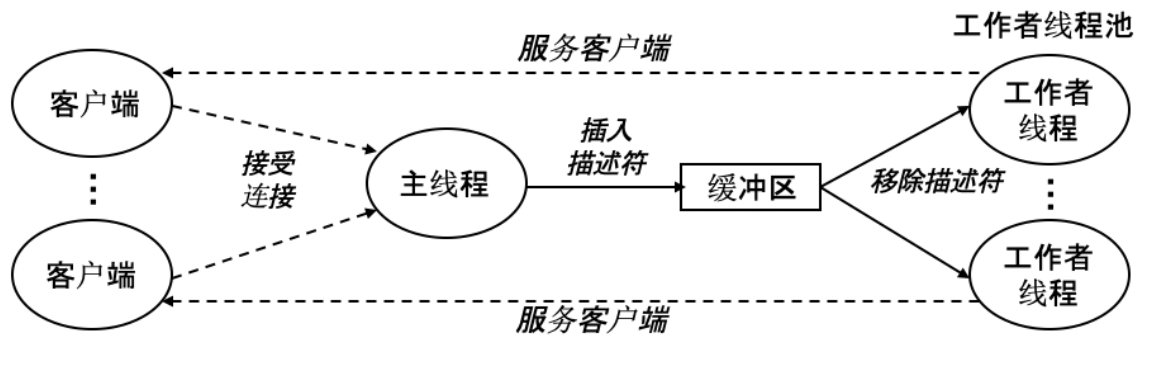 工作者线程池
服务客户端
客户端
工作者
线程
插入
描述符
接受
连接
主线程
缓冲区
移除描述符
客户端
工作者
线程
服务客户端